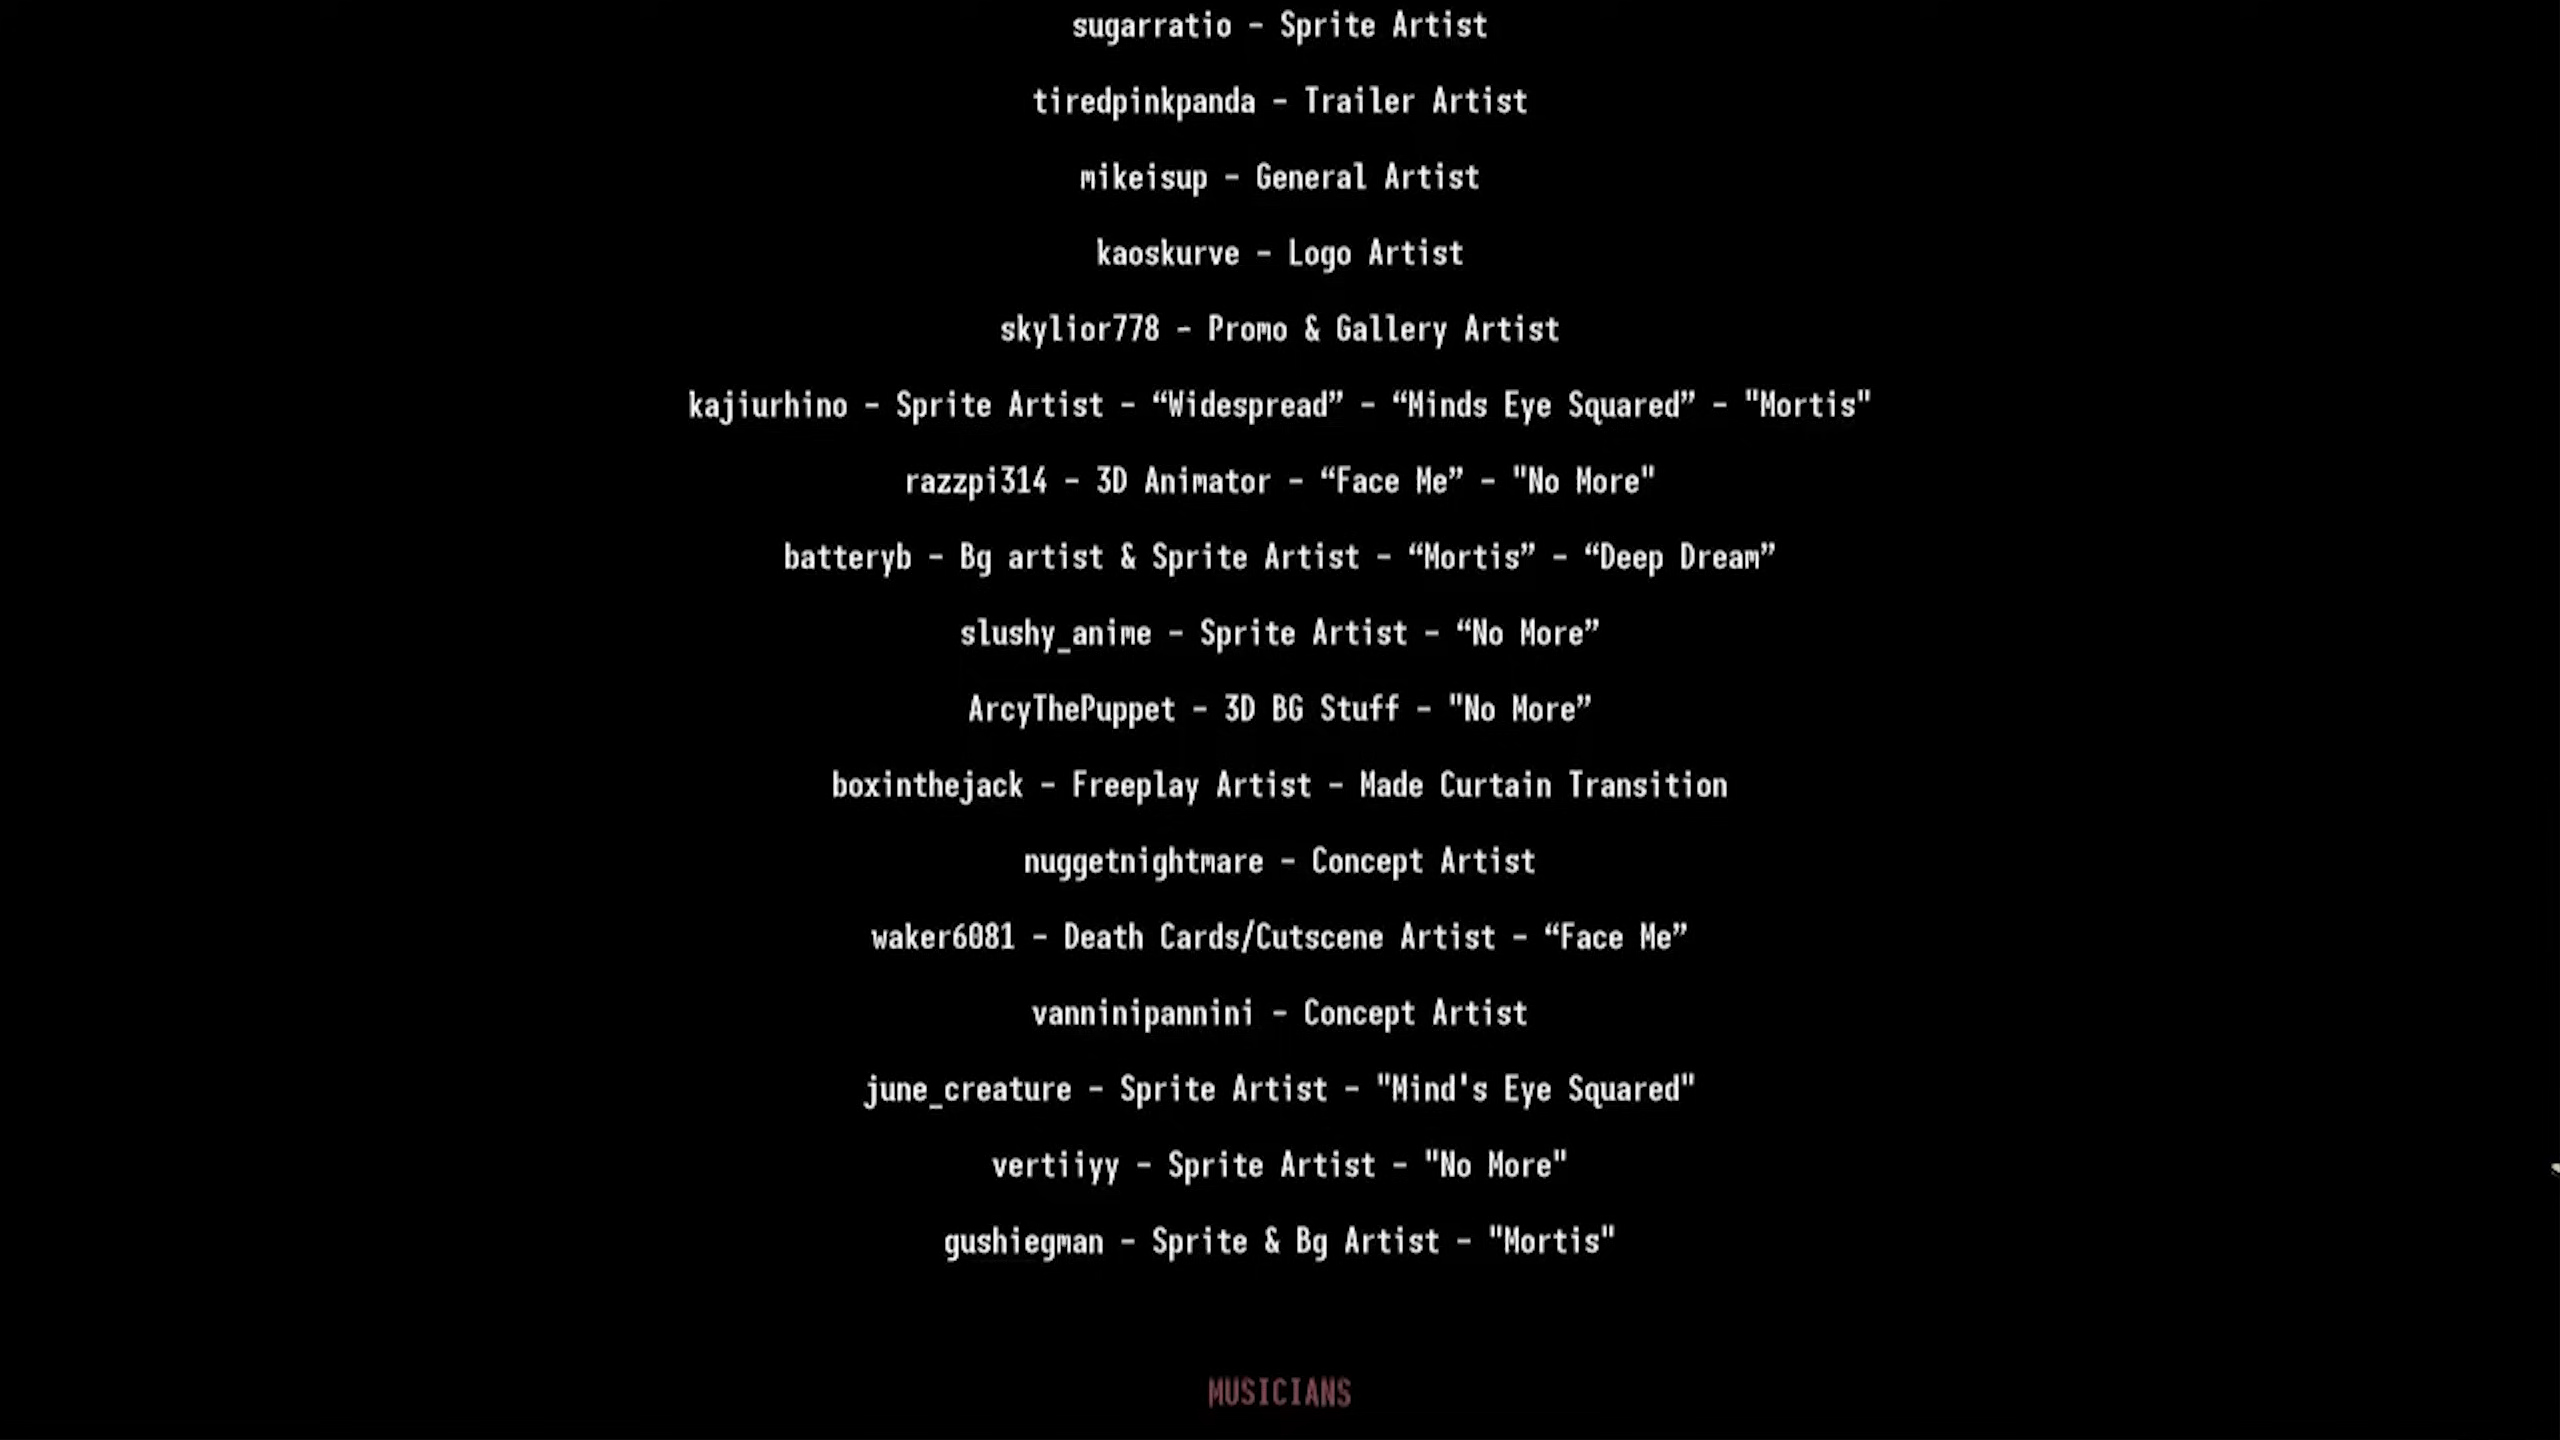 sugarratio - Sprite Artist
tiredpinkpanda - Trailer Artist
mikeisup - General Artist
kaoskurve - Logo Artist
skylior778 - Promo & Gallery Artist
kajiurhino - Sprite Artist - “Widespread” - “Minds Eye Squared” - "Mortis"
razzpi314 - 3D Animator - “Face Me” - "No More"
batteryb - Bg artist & Sprite Artist - “Mortis” - “Deep Dream”
slushy_anime - Sprite Artist - “No More”
ArcyThePuppet - 3D BG Stuff - "No More”
boxinthejack - Freeplay Artist - Made Curtain Transition
nuggetnightmare - Concept Artist
waker6081 - Death Cards/Cutscene Artist - “Face Me”
vanninipannini - Concept Artist
june_creature - Sprite Artist - "Mind's Eye Squared"
vertiiyy - Sprite Artist - "No More"
gushiegman - Sprite & Bg Artist - "Mortis"
MUSICIANS